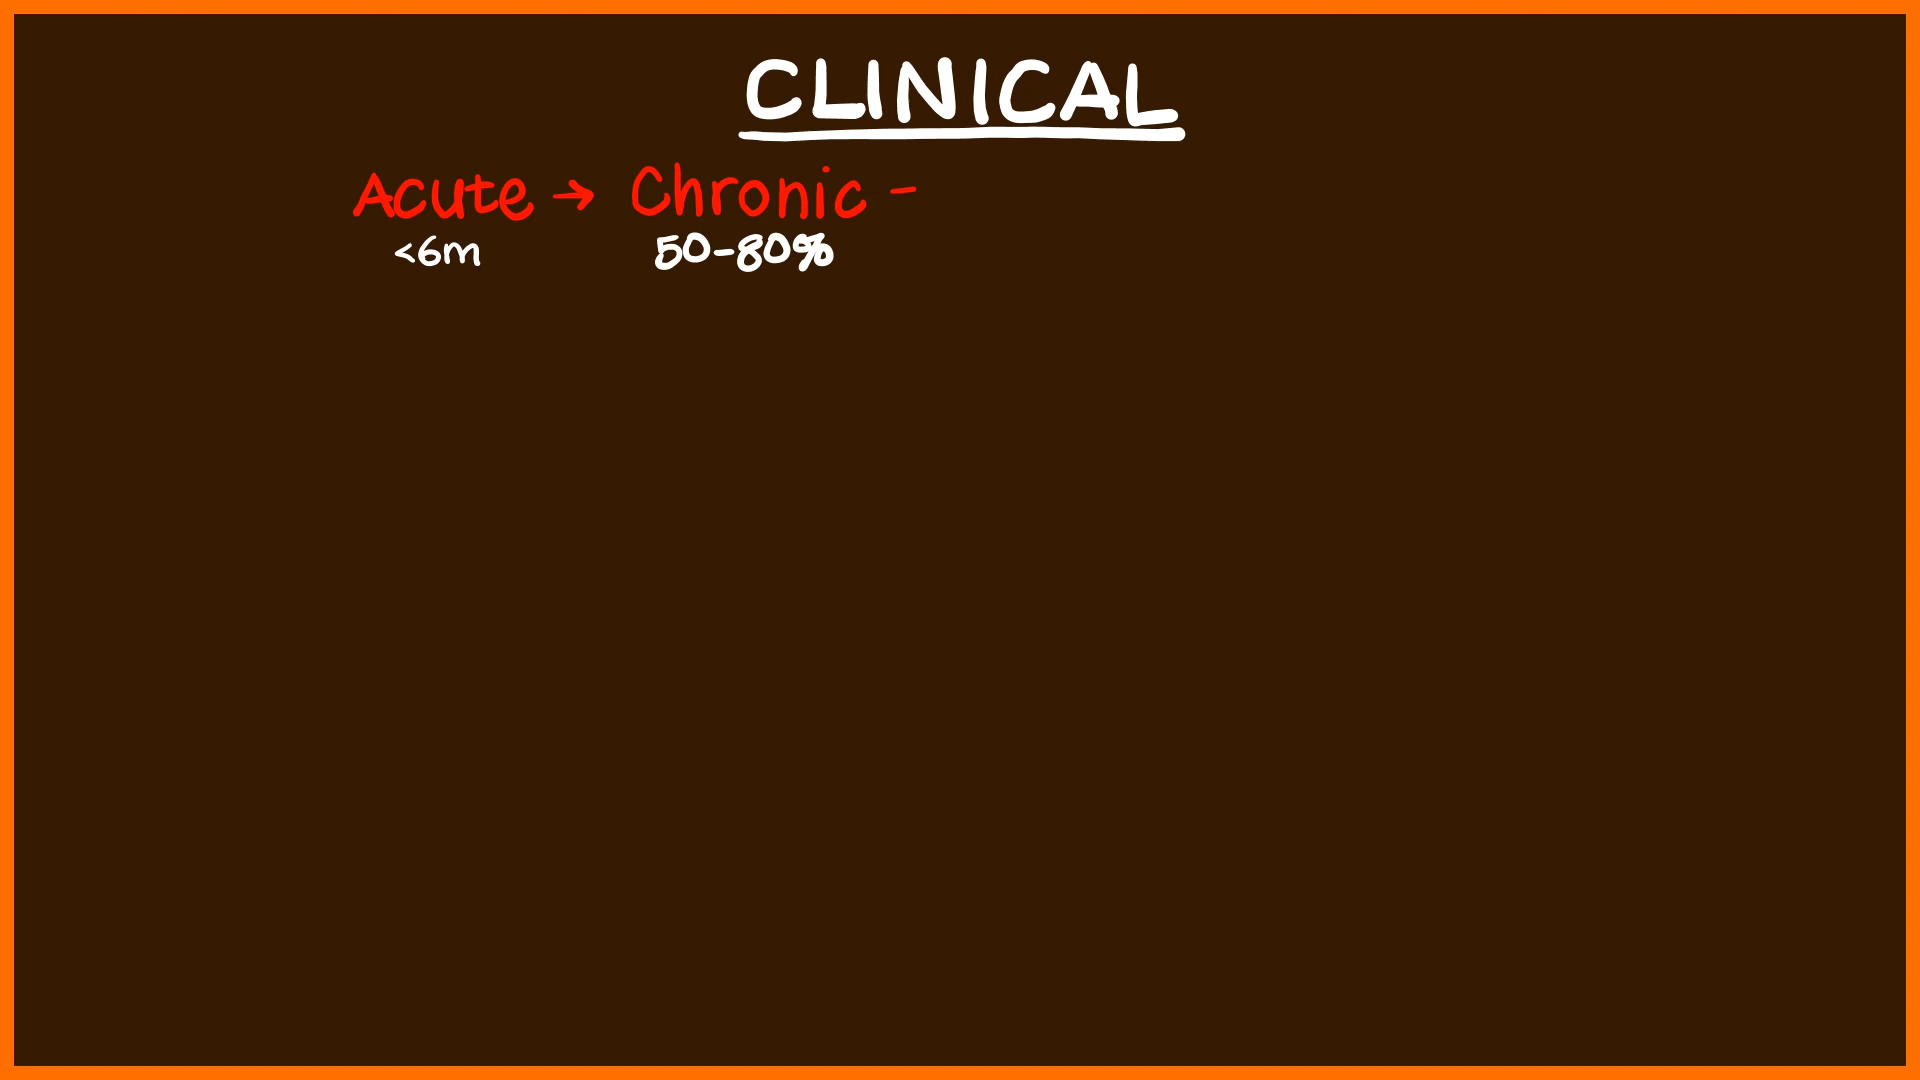 CLINICAL
Acute → Chronic -
<6m 50-80%